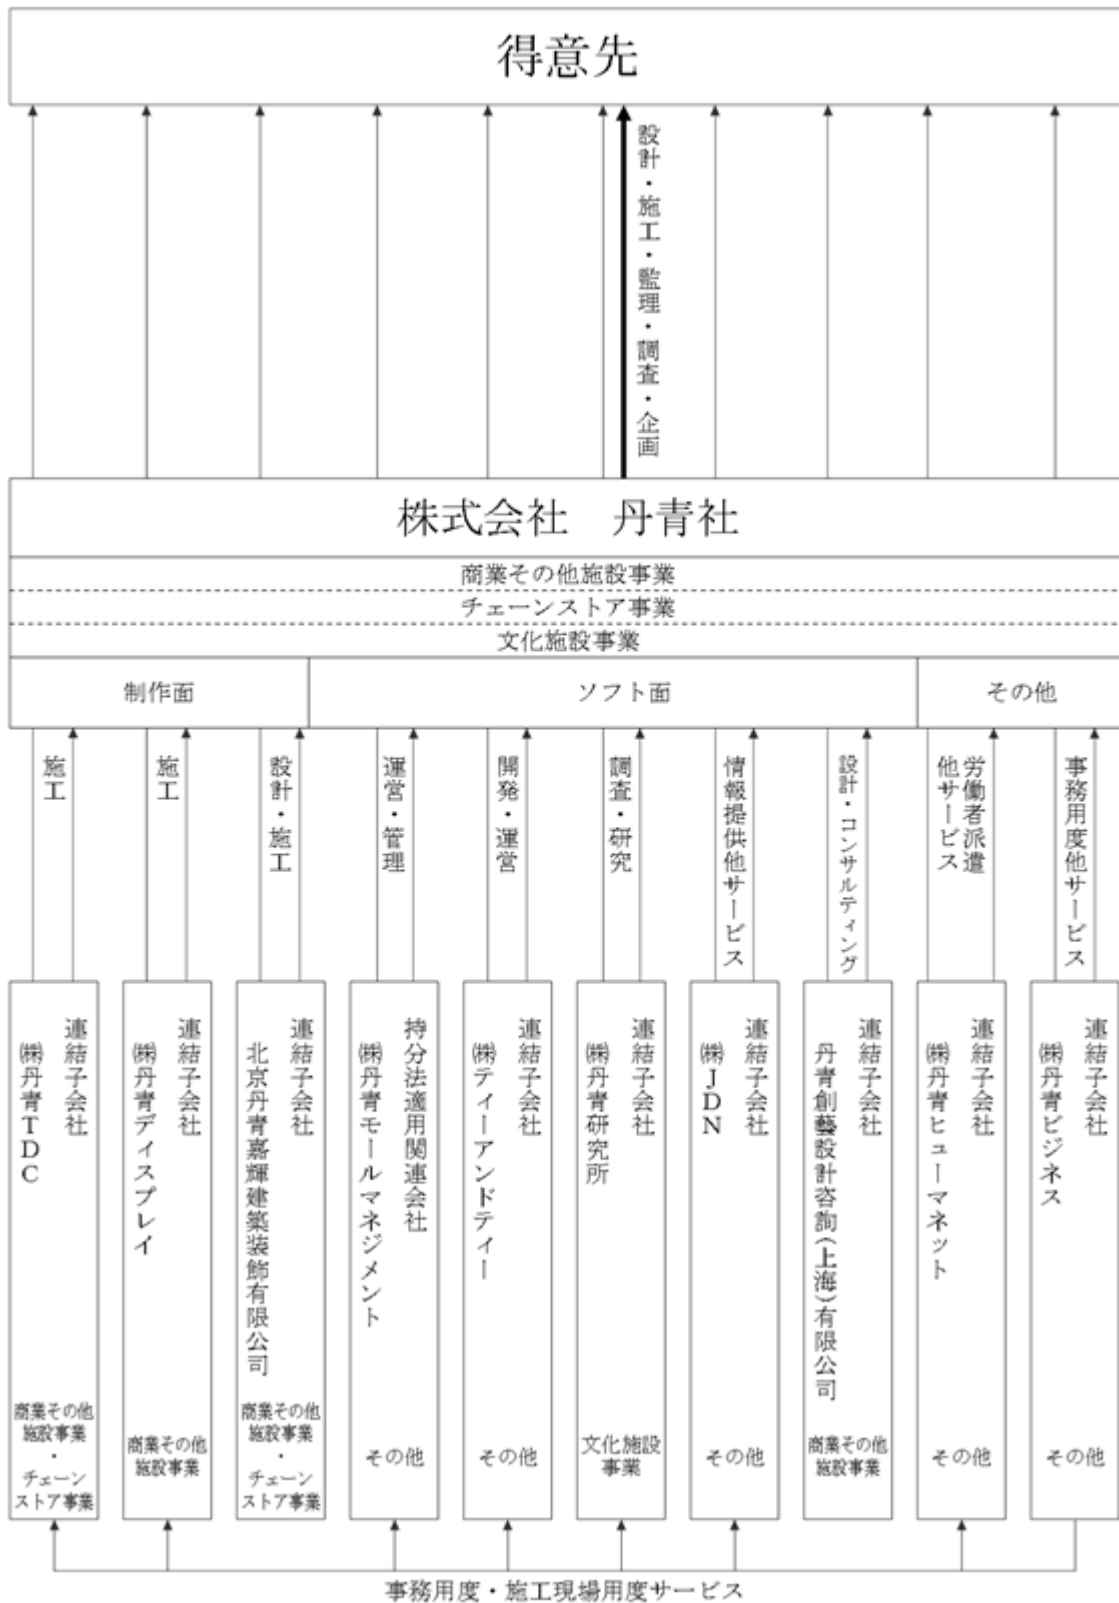 得意先
設計・施工・監理・調査・企画
株式会社　丹青社
商業その他施設事業
チェーンストア事業
文化施設事業
制作面
ソフト面
その他
施工
施工
設計・施工
運営・管理
開発・運営
調査・研究
情報提供他サービス
設計・コンサルティング
労働者派遣
他サービス
事務用度他サービス
連結子会社
㈱丹青TDC
商業その他
施設事業
・
チェーン
ストア事業
連結子会社
㈱丹青ディスプレイ
商業その他
施設事業
連結子会社
北京丹青嘉輝建築装飾有限公司
商業その他
施設事業
・
チェーン
ストア事業
持分法適用関連会社
㈱丹青モールマネジメント
その他
連結子会社
㈱ティーアンドティー
その他
連結子会社
㈱丹青研究所
文化施設
事業
連結子会社
㈱JDN
その他
連結子会社
丹青創藝設計咨詢(上海)有限公司
商業その他
施設事業
連結子会社
㈱丹青ヒューマネット
その他
連結子会社
㈱丹青ビジネス
その他
事務用度・施工現場用度サービス